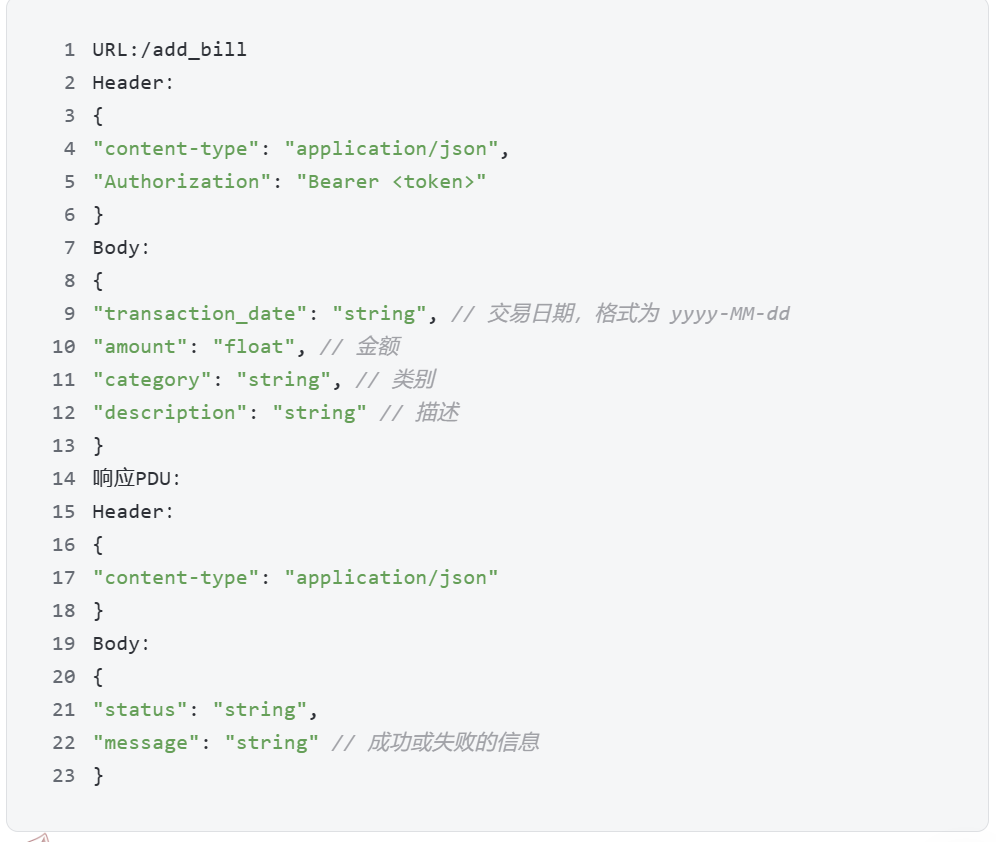 1 URL:/add_bill
2 Header:
3 {
4 "content-type": "application/json",
5 "Authorization": "Bearer <token>"
6 }
7 Body:
8 {
9 "transaction_date": "string", // 交易日期，格式为 yyyy-MM-dd
10 "amount": "float", // 金额
11 "category": "string", // 类别
12 "description": "string" // 描述
13 }
14 响应PDU:
15 Header:
16 {
17 "content-type": "application/json"
18 }
19 Body:
20 {
21 "status": "string",
22 "message": "string" // 成功或失败的信息
23 }